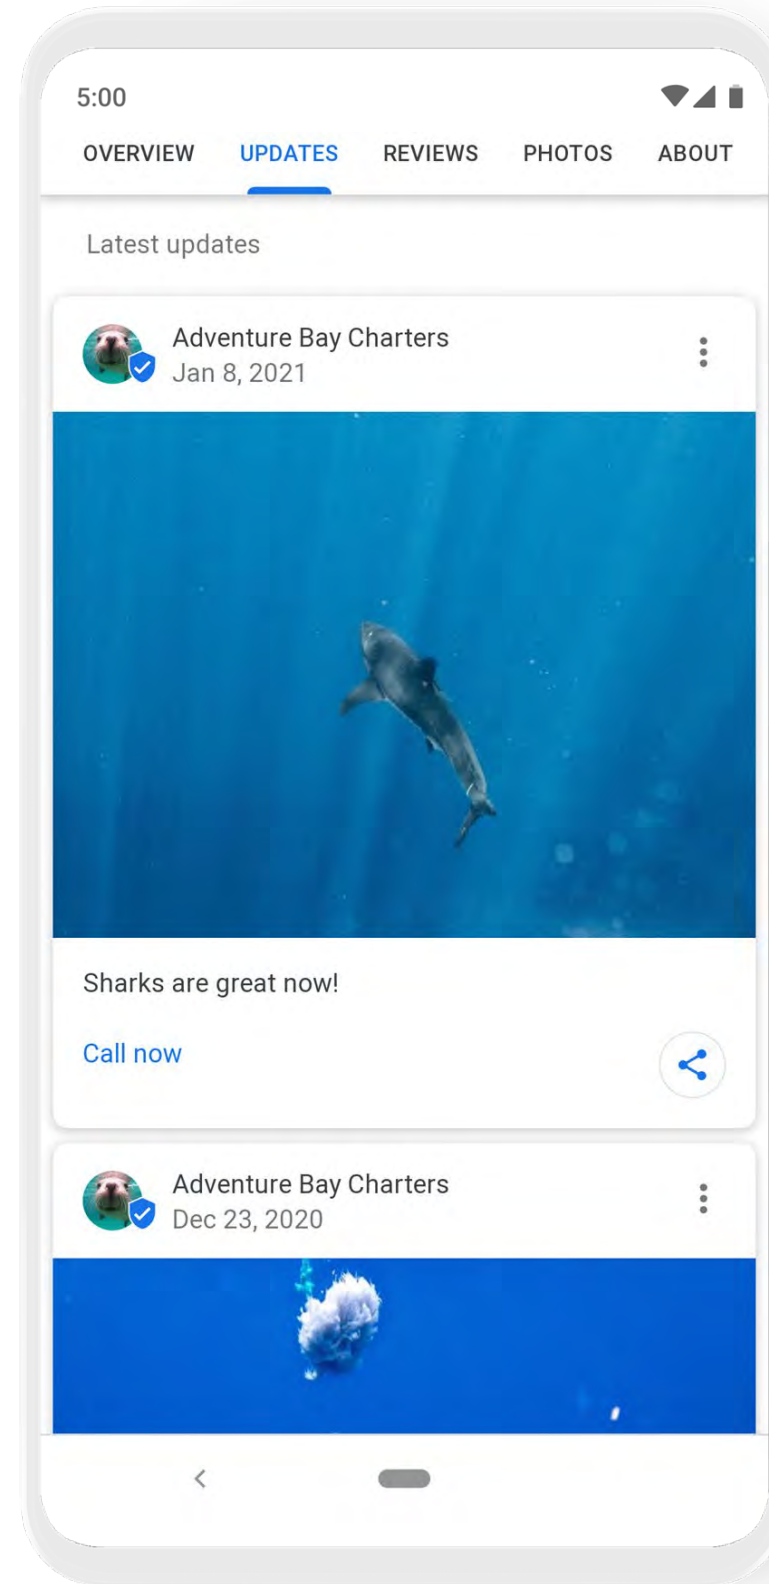 5:00
OVERVIEW UPDATES REVIEWS PHOTOS ABOUT
Latest updates
Adventure Bay Charters
Jan 8, 2021
Sharks are great now!
Call now
Adventure Bay Charters
Dec 23, 2020